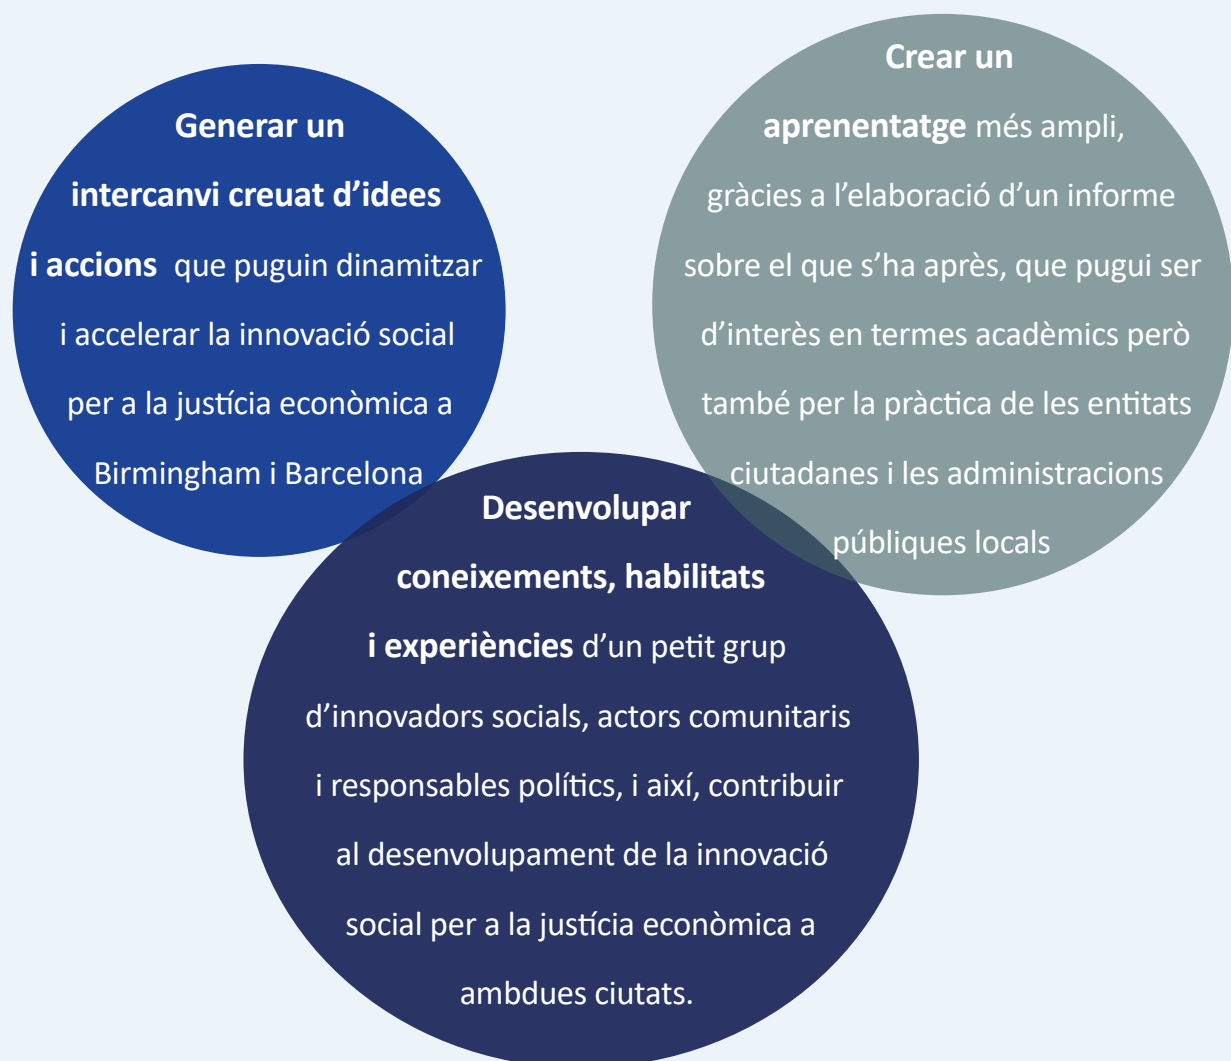 Generar un
intercanvi creuat d’idees
i accions que puguin dinamitzar
i accelerar la innovació social
per a la justícia econòmica a
Birmingham i Barcelona
Crear un
aprenentatge més ampli,
gràcies a l’elaboració d’un informe
sobre el que s’ha après, que pugui ser
d’interès en termes acadèmics però
també per la pràctica de les entitats
ciutadanes i les administracions
públiques locals
Desenvolupar
coneixements, habilitats
i experiències d’un petit grup
d’innovadors socials, actors comunitaris
i responsables polítics, i així, contribuir
al desenvolupament de la innovació
social per a la justícia econòmica a
ambdues ciutats.